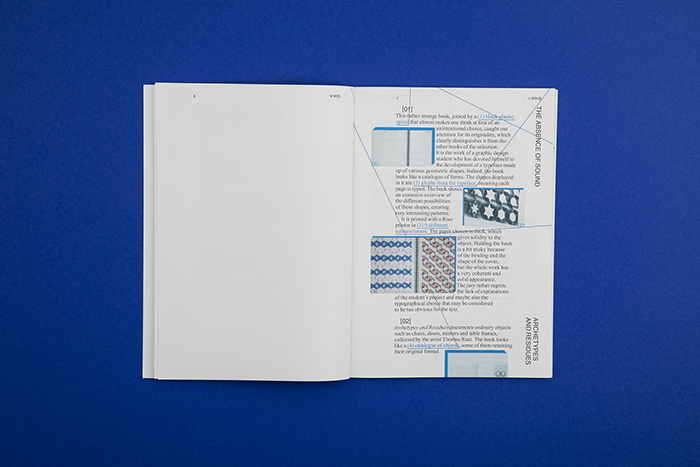 8
Side A
7
Sheet 1
THE ABSENCE OF SOUND
[01]
This rather strange book, joined by a (1) black plastic
spiral that almost makes one think at first of an
unintentional choice, caught our
attention for its originality, which
clearly distinguishes it from the
other books of the selection.
It is the work of a graphic design
student who has devoted himself to
the development of a typeface made
up of various geometric shapes. Indeed, the book
looks like a catalogue of forms. The shapes displayed
in it are (2) glyphs from the typeface, meaning each
page is typed. The book shows
an extensive overview of
the different possibilities
of these shapes, creating
very interesting patterns.
It is printed with a Riso
printer in (3) 9 different
colours toners. The paper chosen is thick, which
gives solidity to the
object. Holding the book
is a bit tricky because
of the binding and the
shape of the cover,
but the whole work has
a very coherent and
solid appearance.
The jury rather regrets
the lack of explanations
of the student's project and maybe also the
typographical choice that may be considered
to be too obvious for the text.
ARCHETYPES
AND RESIDUES
[02]
Archetypes and Residues documents ordinary objects
such as chairs, doors, mirrors and table frames,
collected by the artist Thomas Raat. The book looks
like a (4) catalogue of objects, some of them retaining
their original formal